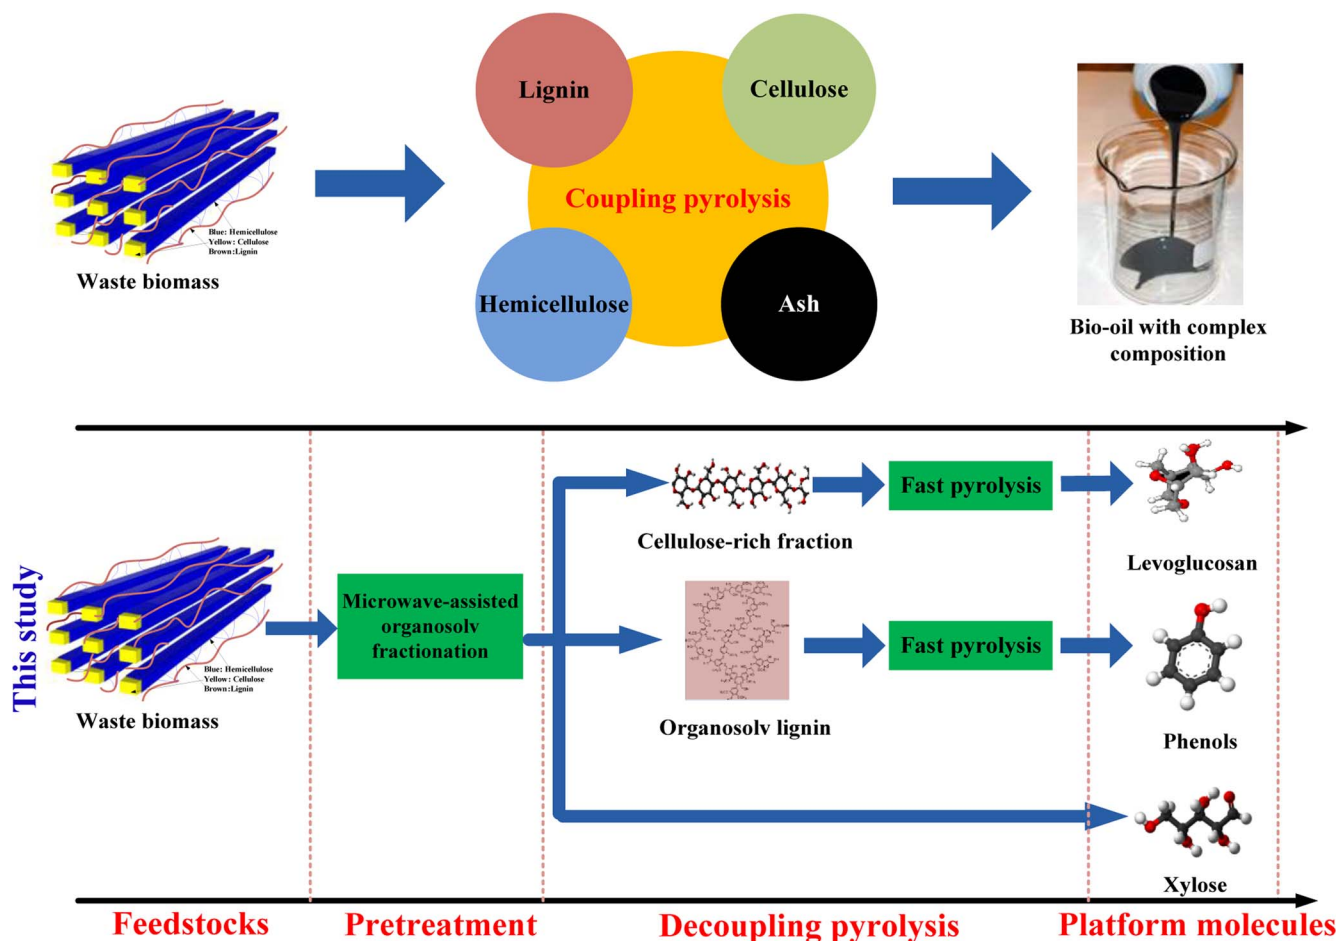 Lignin
Cellulose
Coupling pyrolysis
Hemicellulose
Ash
Blue: Hemicellulose
Yellow: Cellulose
Brown:Lignin
Waste biomass
Bio-oil with complex
composition
This study
Blue: Hemicellulose
Yellow: Cellulose
Brown:Lignin
Waste biomass
Microwave-assisted
organosolv
fractionation
Cellulose-rich fraction
Fast pyrolysis
Levoglucosan
Organosolv lignin
Fast pyrolysis
Phenols
Xylose
Feedstocks
Pretreatment
Decoupling pyrolysis
Platform molecules